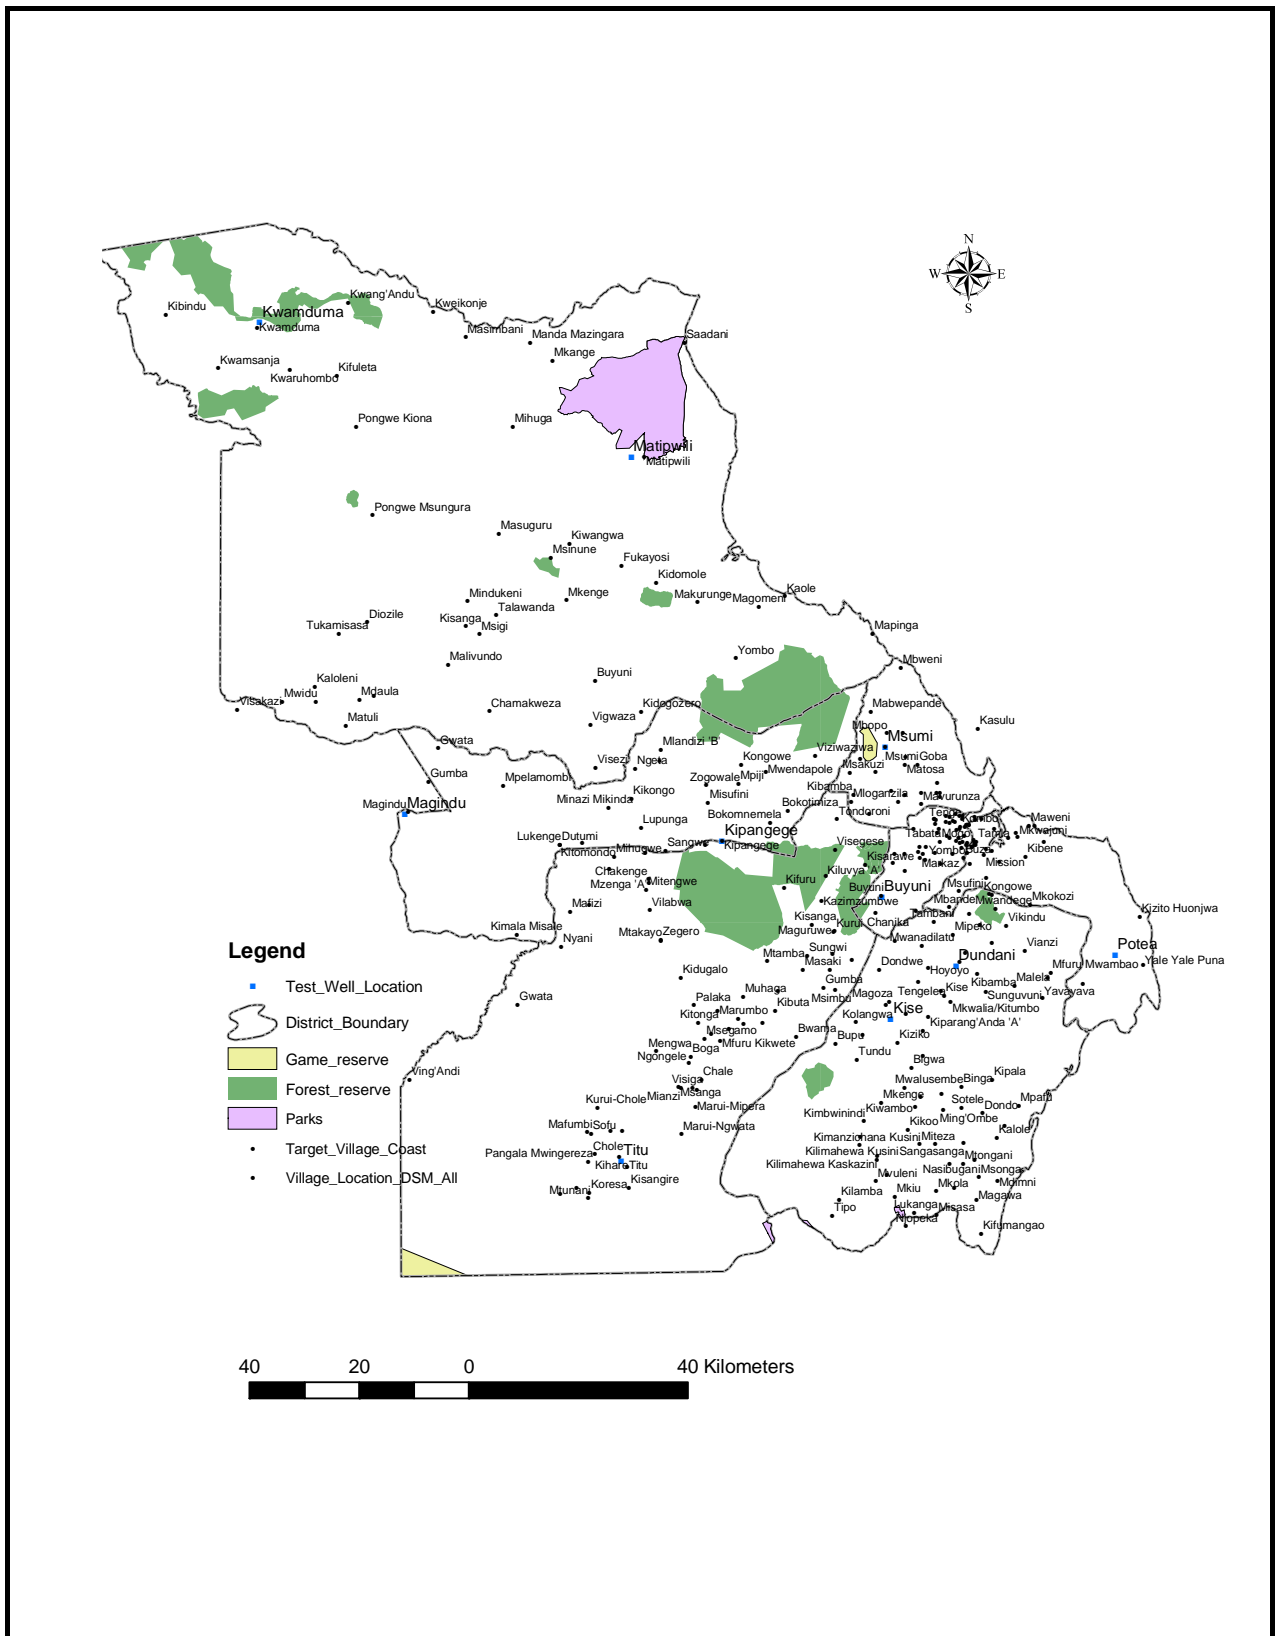 N
W
E
S
Kwang'Andu
Kibindu
Kwamduma
Kweikonje
Kwamduma
Masimbani
Manda Mazingara
Saadani
Mkange
Kwamsanja
Kifuleta
Kwaruhombo
Pongwe Kiona
Mihuga
Matipwili
Matipwili
Pongwe Msungura
Masuguru
Kiwangwa
Msinune
Fukayosi
Kidomole
Kaole
Mindukeni
Mkenge
Makurunge
Magomeni
Talawanda
Diozile
Tukamisasa
Kisanga
Msigi
Mapinga
Malivundo
Yombo
Mbweni
Buyuni
Kaloleni
Mwidu
Mdaula
Visakazi
Chamakweza
Kidogozero
Mabwepande
Matuli
Vigwaza
Mbopo
Kasulu
Msumi
Gwata
Mlandizi 'B'
Kongowe
Viziwaziwa
Msumi
Goba
Visezi
Ngeta
Msakuzi
Matosa
Gumba
Mpelamombi
Zogowale
Mpiji
Mwendapole
Kibamba
Mloganzila
Mavurunza
Magindu
Magindu
Minazi Mikinda
Kikongo
Misufini
Bokotimiza
Tondoroni
Bokomnemela
Maweni
Mkwajuni
Lupunga
Kipangege
Tabata
Kibene
Lukenge
Dutumi
Sangwe
Kipangege
Visegese
Yombo
Buza
Kitomondo
Mihugwe
Kisarawe
Markaz
Mission
Chakenge
Kiluvya 'A'
Mzenga 'A'
Mitengwe
Kifuru
Buyuni
Buyuni
Msufini
Kongowe
Mafizi
Vilabwa
Kazimzumbwe
Mbande
Mwandege
Mkokozi
Kisanga
Kurui
Chanika
Tambani
Vikindu
Kizito Huonjwa
Kimala Misale
Maguruwe
Mipeko
Nyani
Mtakayo
Zegero
Mwanadilatu
Legend
Sungwi
Dundani
Vianzi
Potea
Mtamba
Masaki
Dondwe
Hoyoyo
Mfuru Mwambao
Yale Yale Puna
Test_Well_Location
Kidugalo
Gumba
Kibamba
Malela
Muhaga
Msimbu
Tengelea
Kise
Sunguvuni
Yavayava
Gwata
Palaka
Kibuta
Magoza
Kise
Mkwalia/Kitumbo
District_Boundary
Kitonga
Marumbo
Kolangwa
Kiparang'Anda 'A'
Msegamo
Bwama
Bupu
Kiziko
Mengwa
Boga
Mfuru Kikwete
Ngongele
Tundu
Bigwa
Game_reserve
Ving'Andi
Visiga
Chale
Mwalusembe
Binga
Kipala
Forest_reserve
Mianzi
Msanga
Mkenge
Sotele
Mpafu
Kurui-Chole
Marui-Mipera
Kiwambo
Dondo
Parks
Kimbwinindi
Kikoo
Ming'Ombe
Mafumbi
Sofu
Marui-Ngwata
Kimanzichana Kusini
Miteza
Kalole
Target_Village_Coast
Chole
Titu
Kilimahewa Kusini
Sangasanga
Pangala Mwingereza
Kihare
Titu
Kilimahewa Kaskazini
Mtongani
Nasibugani
Msonga
Village_Location_DSM_All
Koresa
Kisangire
Mvuleni
Mdimni
Mtunani
Kilamba
Mkiu
Mkola
Magawa
Tipo
Lukanga
Misasa
Njopeka
Kifumangao
40 20 0 40 Kilometers